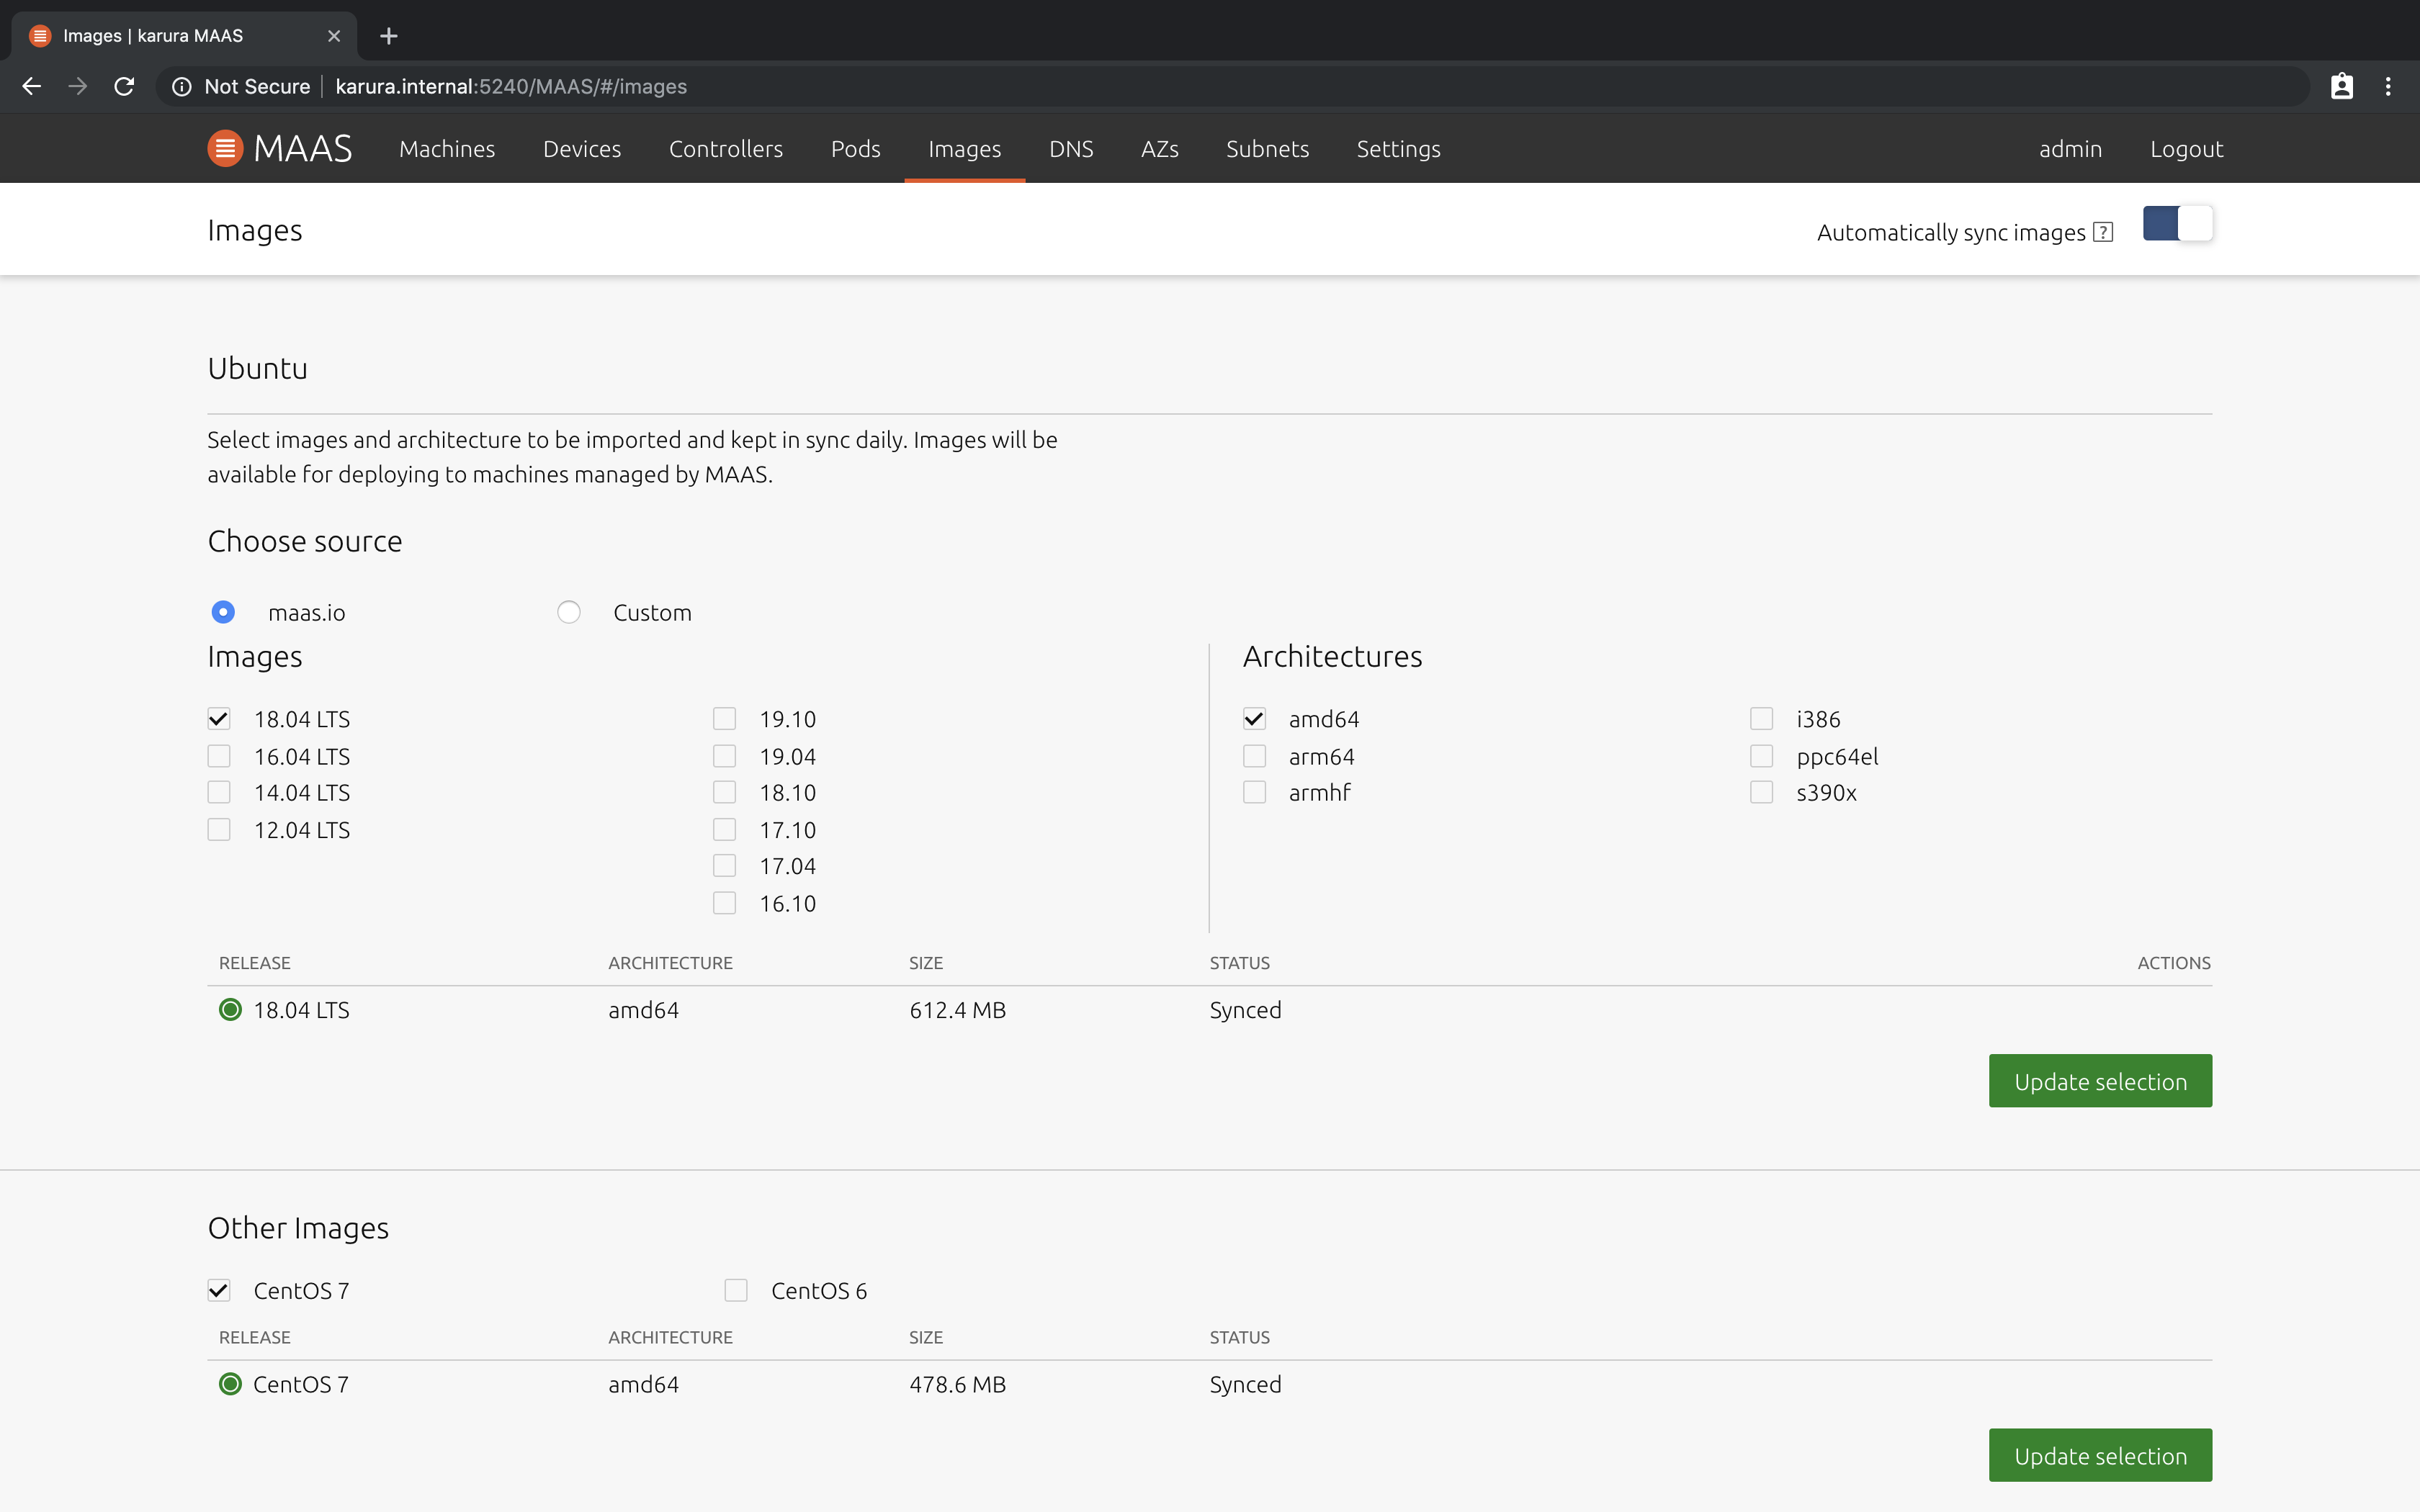 Images | karura MAAS
Not Secure karura.internal:5240/MAAS/#/images
MAAS Machines Devices Controllers Pods Images DNS AZs Subnets Settings admin Logout
Images Automatically sync images ?
Ubuntu
Select images and architecture to be imported and kept in sync daily. Images will be
available for deploying to machines managed by MAAS.
Choose source
maas.io Custom
Images Architectures
18.04 LTS 19.10 amd64 i386
16.04 LTS 19.04 arm64 ppc64el
14.04 LTS 18.10 armhf s390x
12.04 LTS 17.10
17.04
16.10
RELEASE ARCHITECTURE SIZE STATUS ACTIONS
18.04 LTS amd64 612.4 MB Synced
Update selection
Other Images
CentOS 7 CentOS 6
RELEASE ARCHITECTURE SIZE STATUS
CentOS 7 amd64 478.6 MB Synced
Update selection